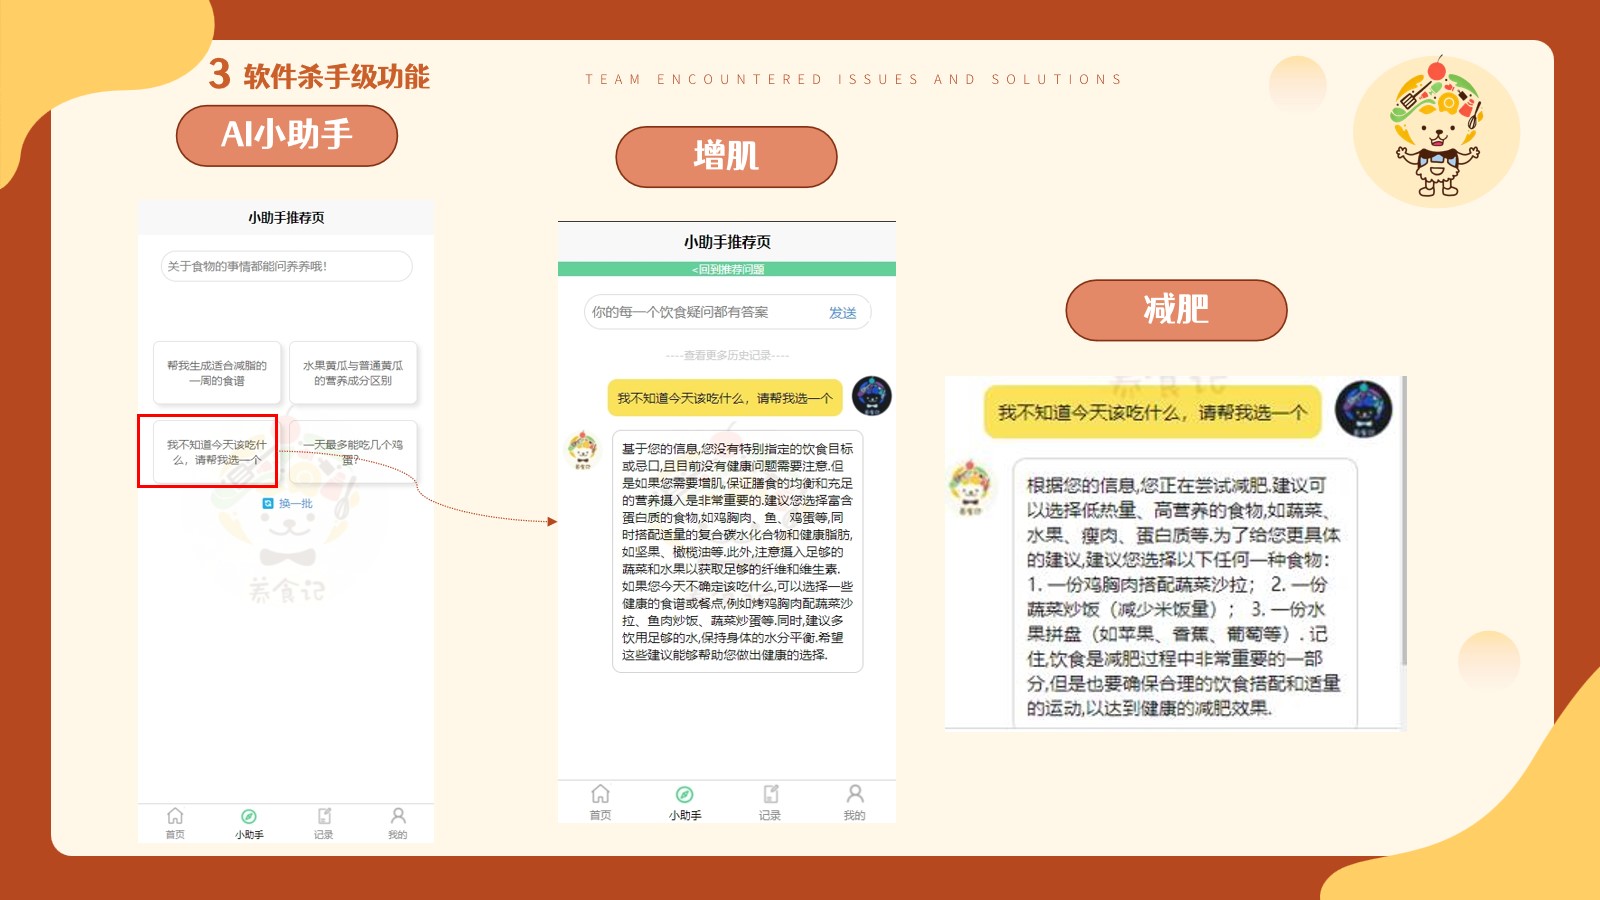 3 软件杀手级功能
TEAM ENCOUNTERED ISSUES AND SOLUTIONS
AI小助手
小助手推荐页
关于食物的事情都能问养养哦!
帮我生成适合减脂的
一周的食谱
水果黄瓜与普通黄瓜
的营养成分区别
我不知道今天该吃什
么，请帮我选一个
一天最多能吃几个鸡
蛋?
换一批
养食记
首页
小助手
记录
我的
增肌
小助手推荐页
<回到推荐问题
你的每一个饮食疑问都有答案
发送
----查看更多历史记录----
我不知道今天该吃什么，请帮我选一个
基于您的信息,您没有特别指定的饮食目标
或忌口,且目前没有健康问题需要注意.但
是如果您需要增肌,保证膳食的均衡和充足
的营养摄入是非常重要的.建议您选择富含
蛋白质的食物,如鸡胸肉、鱼、鸡蛋等,同
时搭配适量的复合碳水化合物和健康脂肪,
如坚果、橄榄油等.此外,注意摄入足够的
蔬菜和水果以获取足够的纤维和维生素.
如果您今天不确定该吃什么,可以选择一些
健康的食谱或餐点,例如烤鸡胸肉配蔬菜沙
拉、鱼肉炒饭、蔬菜炒蛋等.同时,建议多
饮用足够的水,保持身体的水分平衡.希望
这些建议能够帮助您做出健康的选择.
首页
小助手
记录
我的
减肥
养食记
我不知道今天该吃什么，请帮我选一个
根据您的信息,您正在尝试减肥.建议可
以选择低热量、高营养的食物,如蔬菜、
水果、瘦肉、蛋白质等.为了给您更具体
的建议,建议您选择以下任何一种食物：
1. 一份鸡胸肉搭配蔬菜沙拉； 2. 一份
蔬菜炒饭（减少米饭量）； 3. 一份水
果拼盘（如苹果、香蕉、葡萄等）. 记
住,饮食是减肥过程中非常重要的一部
分,但是也要确保合理的饮食搭配和适量
的运动,以达到健康的减肥效果.